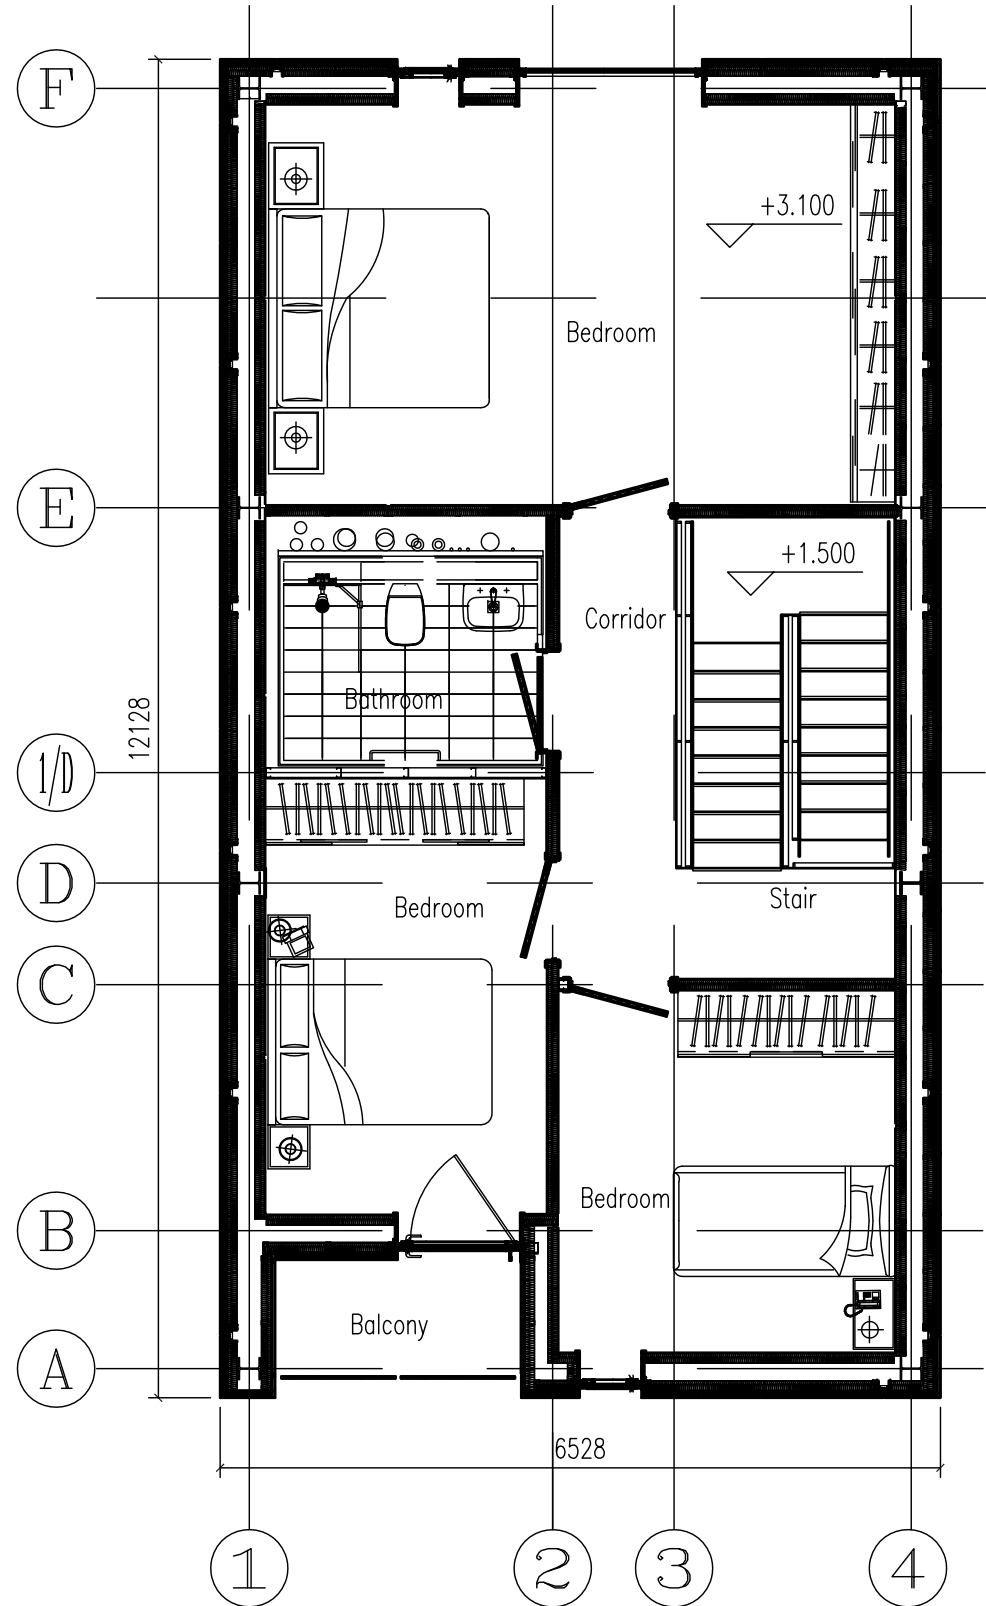 F
+3.100
Bedroom
E
+1.500
Corridor
Bathroom
12128
1/D
D
Stair
Bedroom
C
Bedroom
B
Balcony
A
6528
1
2
3
4